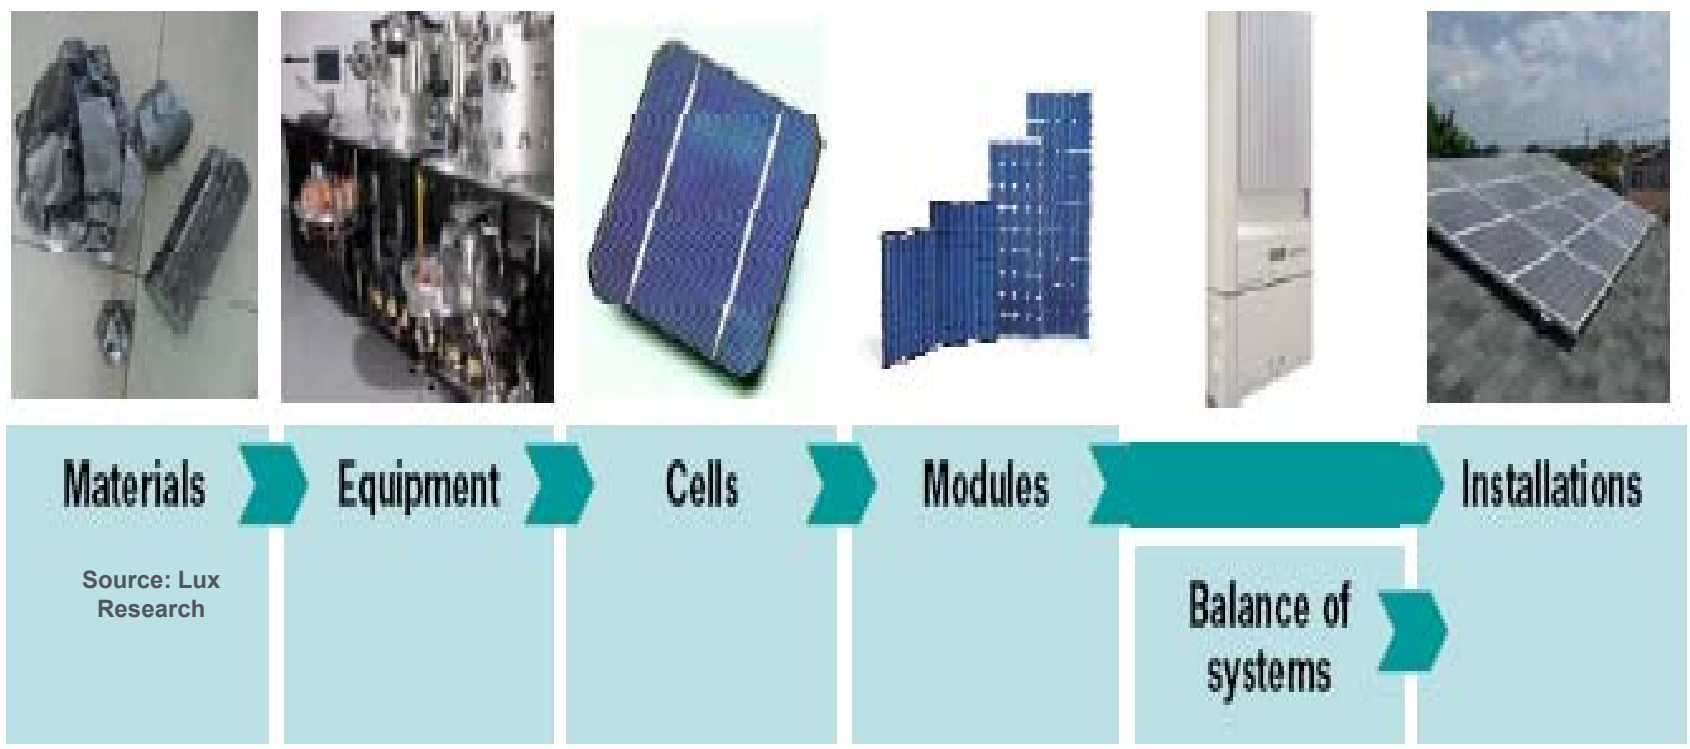 Materials
Equipment
Cells
Modules
Installations
Source: Lux
Research
Balance of
systems